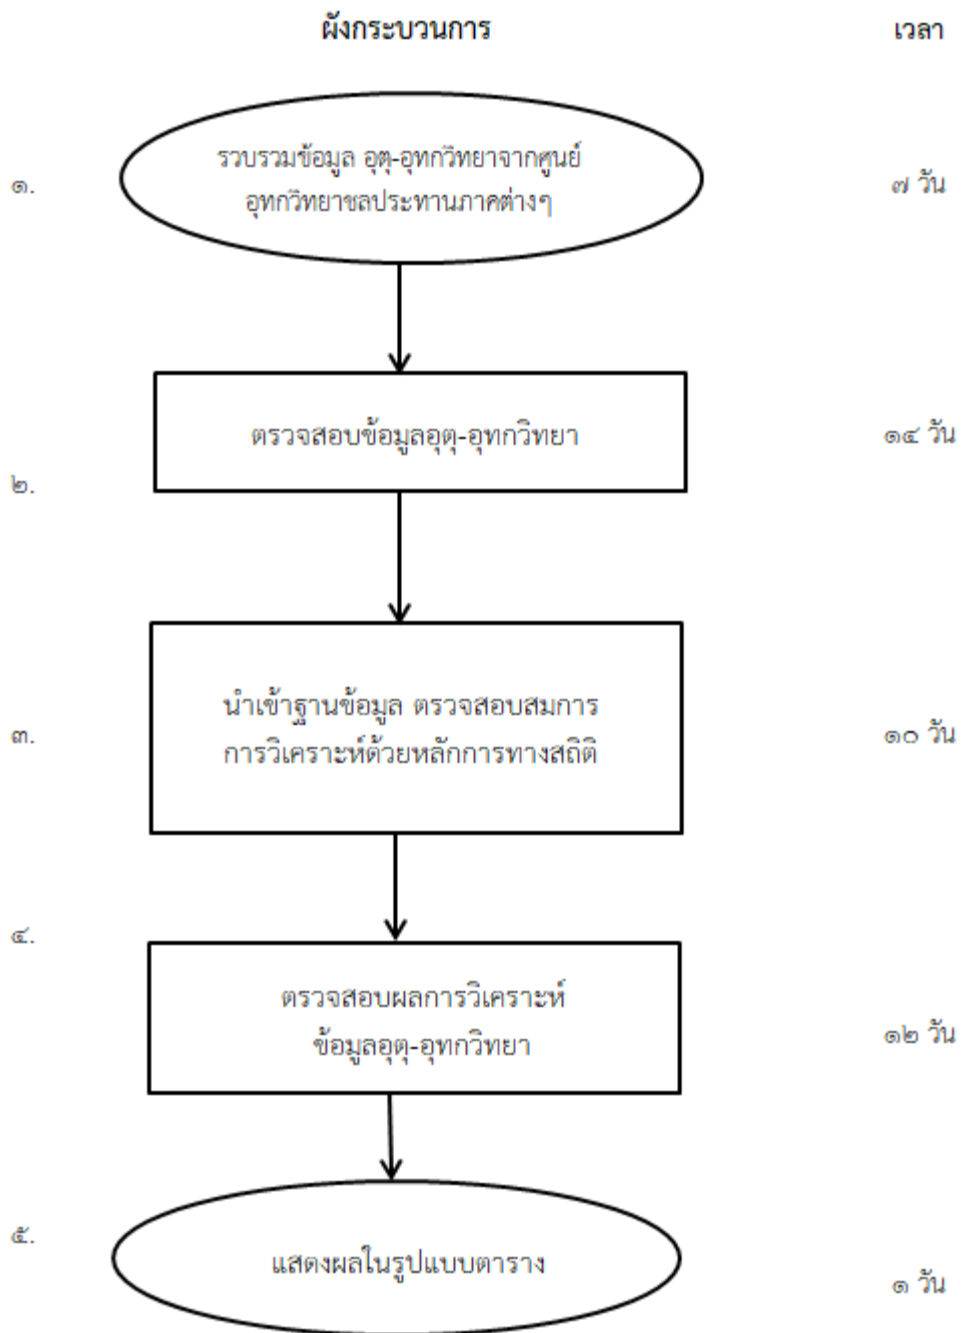 ผังกระบวนการ เวลา
รวบรวมข้อมูล อุตุ-อุทกวิทยาจากศูนย์
๑. ๗ วัน
อุทกวิทยาชลประทานภาคต่างๆ
ตรวจสอบข้อมูลอุตุ-อุทกวิทยา ๑๔ วัน
๒.
นำเข้าฐานข้อมูล ตรวจสอบสมการ
๓. ๑๐ วัน
การวิเคราะห์ด้วยหลักการทางสถิติ
๔.
ตรวจสอบผลการวิเคราะห์
๑๒ วัน
ข้อมูลอุตุ-อุทกวิทยา
๕.
แสดงผลในรูปแบบตาราง
๑ วัน